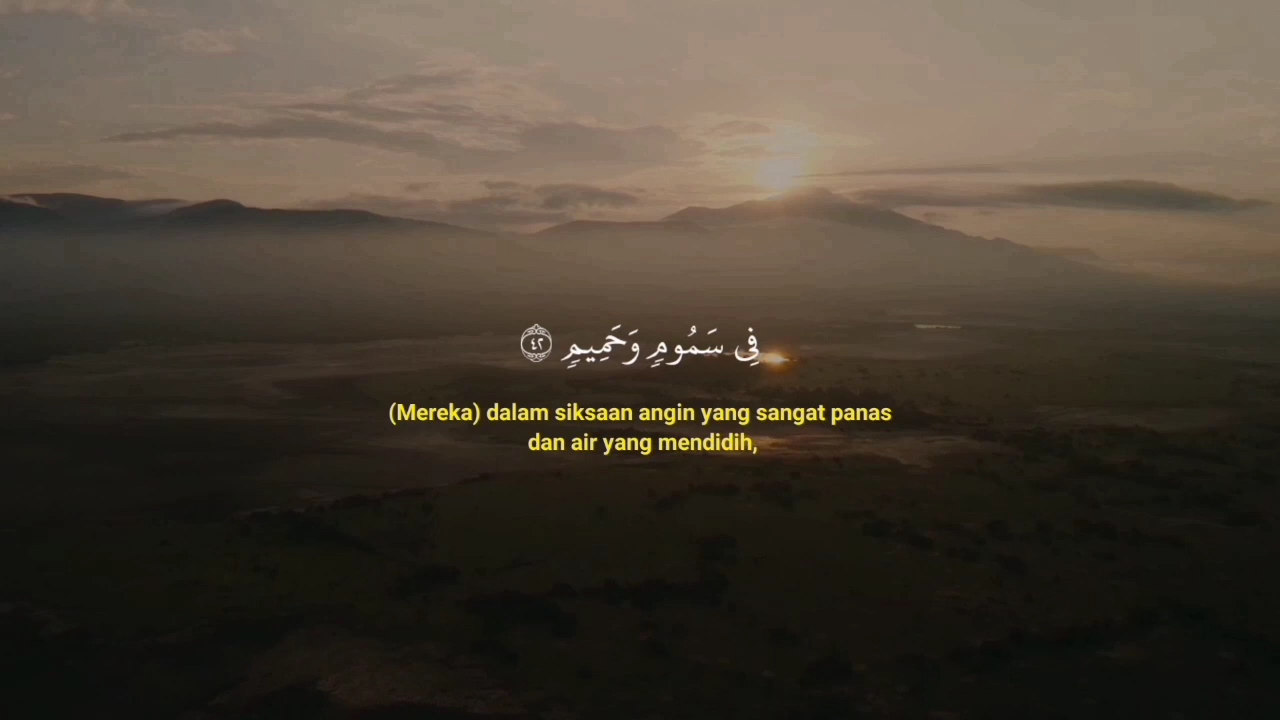 فِي سَمُومٍ وَحَمِيمٍ ٤٢
(Mereka) dalam siksaan angin yang sangat panas
dan air yang mendidih,